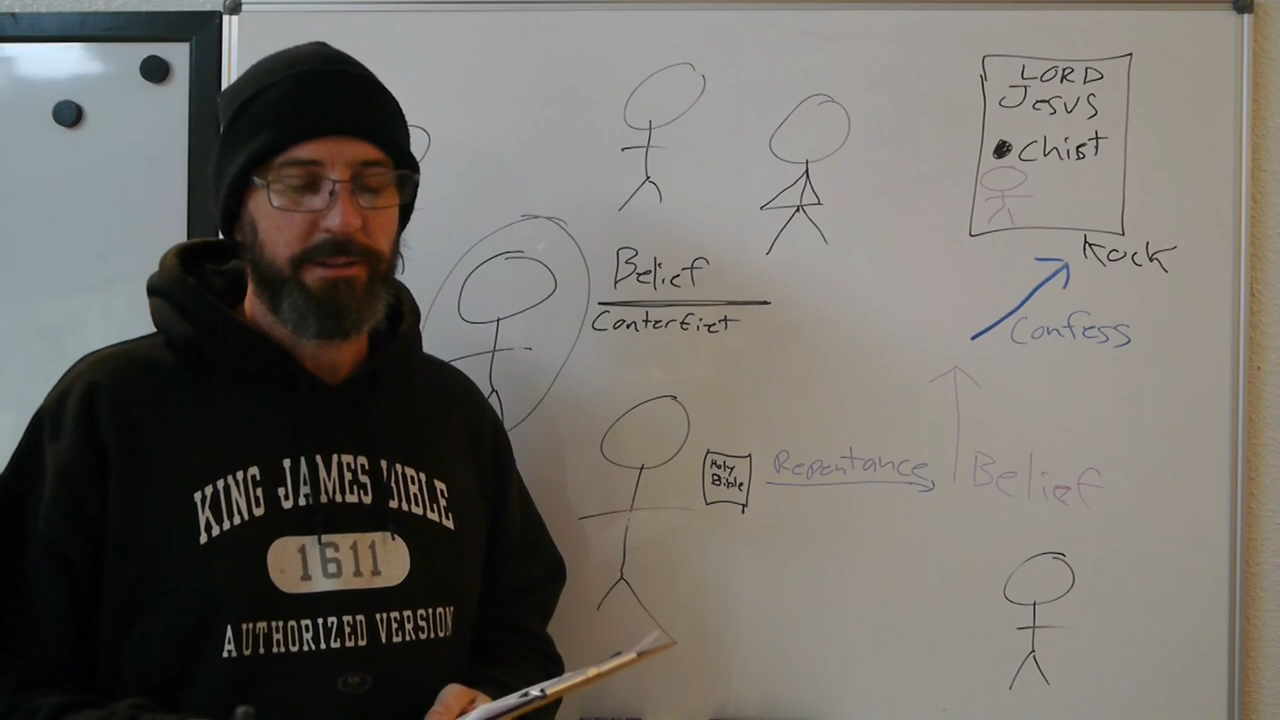 LORD
Jesus
Chist
Rock
Belief
Conterfiet
Confess
Holy
Bible
Repentance
Belief
KING JAMES BIBLE
1611
AUTHORIZED VERSION